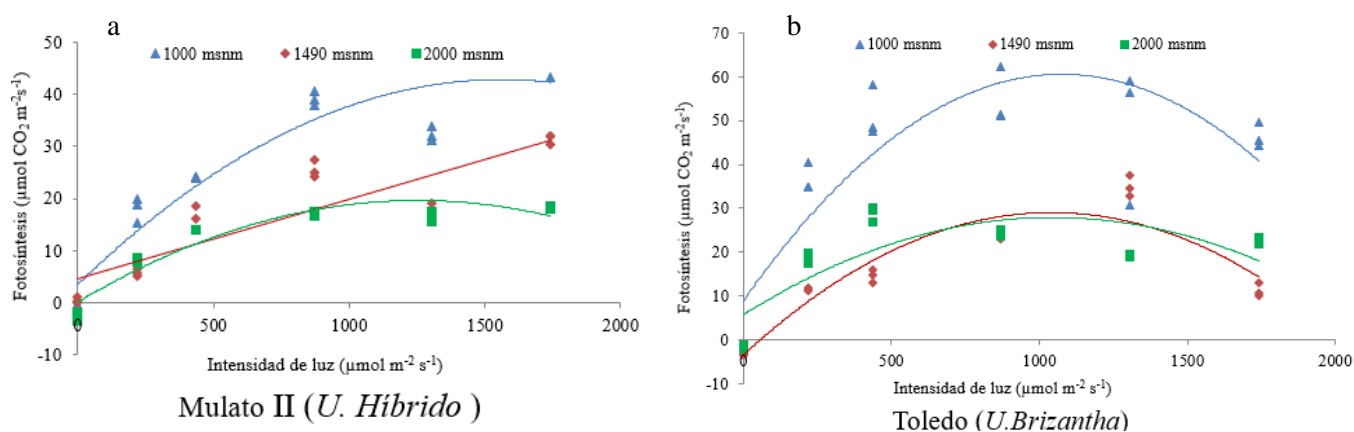 a
1000 msnm
1490 msnm
2000 msnm
50
40
30
20
10
0
-10
0
500
1000
1500
2000
Fotosíntesis (µmol CO₂ m⁻²s⁻¹)
Intensidad de luz (µmol m⁻² s⁻¹)
Mulato II (U. Híbrido )
b
1000 msnm
1490 msnm
2000 msnm
70
60
50
40
30
20
10
0
-10
0
500
1000
1500
2000
Fotosíntesis (µmol CO₂ m⁻²s⁻¹)
Intensidad de luz (µmol m⁻² s⁻¹)
Toledo (U.Brizantha)